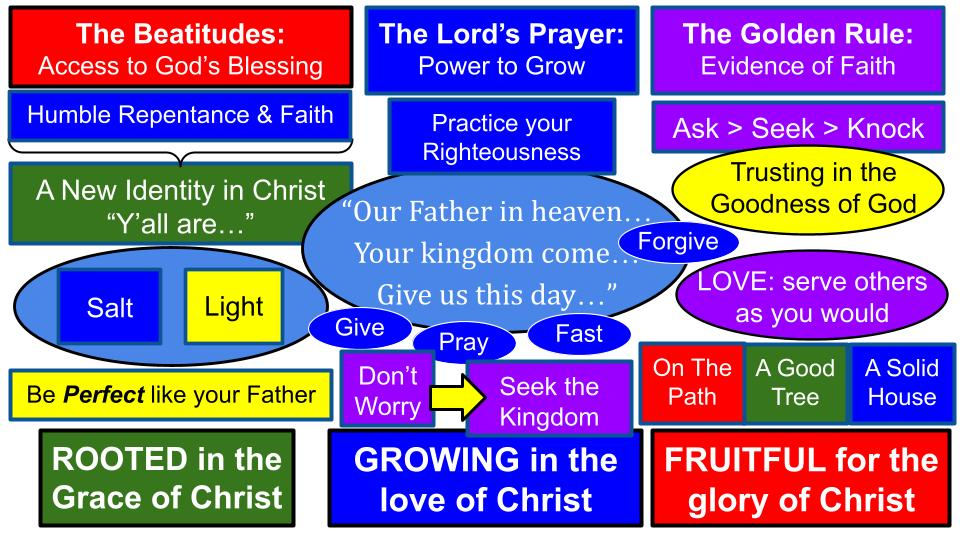 The Beatitudes:
Access to God's Blessing
Humble Repentance & Faith
A New Identity in Christ
“Y'all are…”
Salt
Light
Be Perfect like your Father
ROOTED in the
Grace of Christ
The Lord's Prayer:
Power to Grow
Practice your
Righteousness
“Our Father in heaven…
Your kingdom come…
Give us this day…”
Forgive
Give
Pray
Fast
Don't
Worry
Seek the
Kingdom
GROWING in the
love of Christ
The Golden Rule:
Evidence of Faith
Ask > Seek > Knock
Trusting in the
Goodness of God
LOVE: serve others
as you would
On The
Path
A Good
Tree
A Solid
House
FRUITFUL for the
glory of Christ